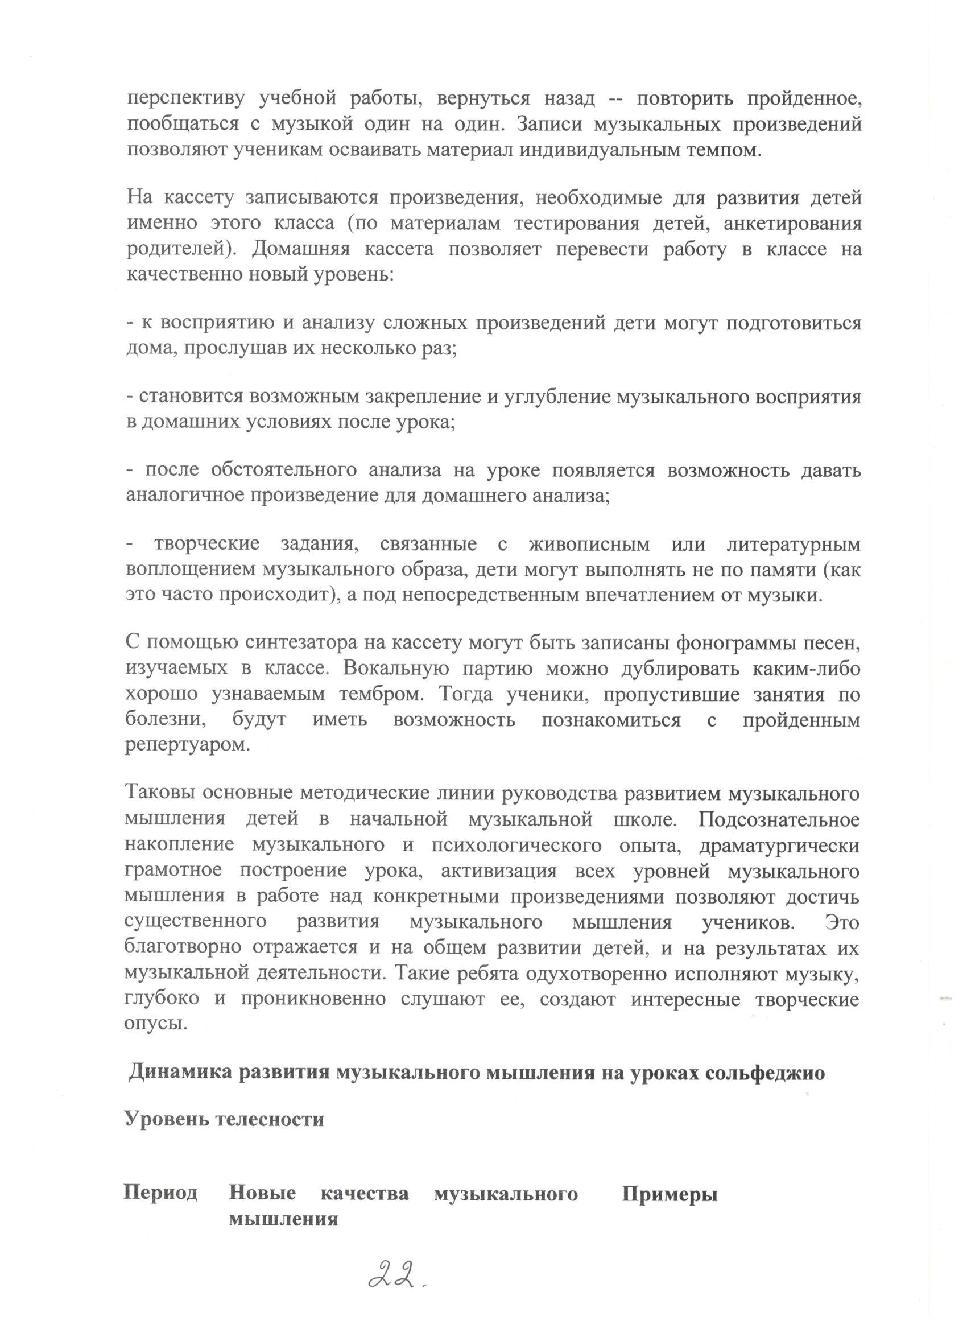 перспективу учебной работы, вернуться назад -- повторить пройденное,
пообщаться с музыкой один на один. Записи музыкальных произведений
позволяют ученикам осваивать материал индивидуальным темпом.
На кассету записываются произведения, необходимые для развития детей
именно этого класса (по материалам тестирования детей, анкетирования
родителей). Домашняя кассета позволяет перевести работу в классе на
качественно новый уровень:
- к восприятию и анализу сложных произведений дети могут подготовиться
дома, прослушав их несколько раз;
- становится возможным закрепление и углубление музыкального восприятия
в домашних условиях после урока;
- после обстоятельного анализа на уроке появляется возможность давать
аналогичное произведение для домашнего анализа;
- творческие задания, связанные с живописным или литературным
воплощением музыкального образа, дети могут выполнять не по памяти (как
это часто происходит), а под непосредственным впечатлением от музыки.
С помощью синтезатора на кассету могут быть записаны фонограммы песен,
изучаемых в классе. Вокальную партию можно дублировать каким-либо
хорошо узнаваемым тембром. Тогда ученики, пропустившие занятия по
болезни, будут иметь возможность познакомиться с пройденным
репертуаром.
Таковы основные методические линии руководства развитием музыкального
мышления детей в начальной музыкальной школе. Подсознательное
накопление музыкального и психологического опыта, драматургически
грамотное построение урока, активизация всех уровней музыкального
мышления в работе над конкретными произведениями позволяют достичь
существенного развития музыкального мышления учеников. Это
благотворно отражается и на общем развитии детей, и на результатах их
музыкальной деятельности. Такие ребята одухотворенно исполняют музыку,
глубоко и проникновенно слушают ее, создают интересные творческие
опусы.
Динамика развития музыкального мышления на уроках сольфеджио
Уровень телесности
Период Новые качества музыкального Примеры
мышления
22.